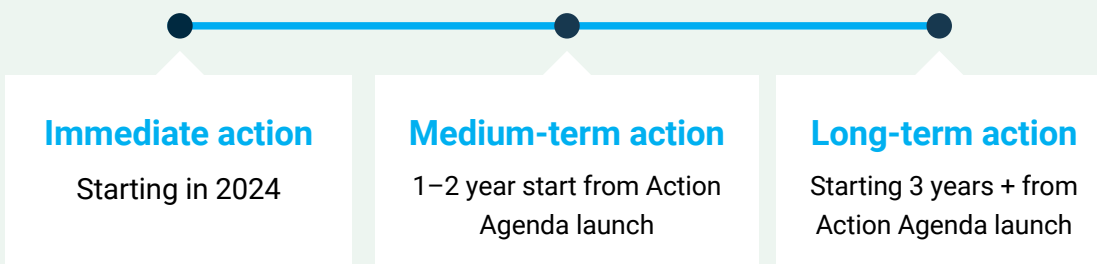 Immediate action
Starting in 2024
Medium-term action
1–2 year start from Action
Agenda launch
Long-term action
Starting 3 years + from
Action Agenda launch